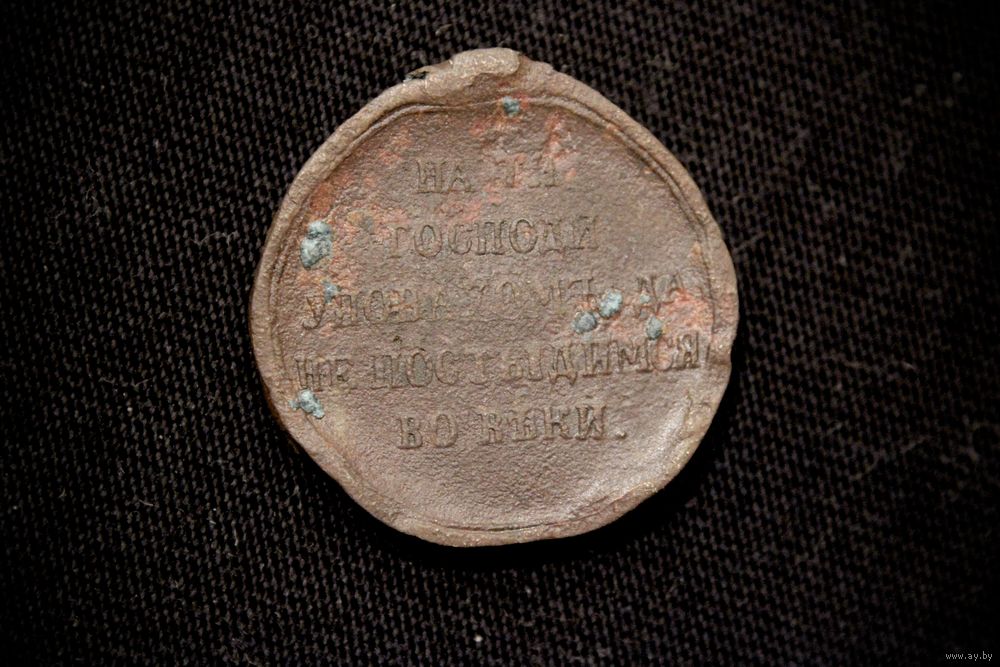 НА ТЯ
ГОСПОДИ
УПОВАХОМЪ, ДА
НЕ ПОСТЫДИМСЯ
ВО ВѢКИ.
www.ay.by